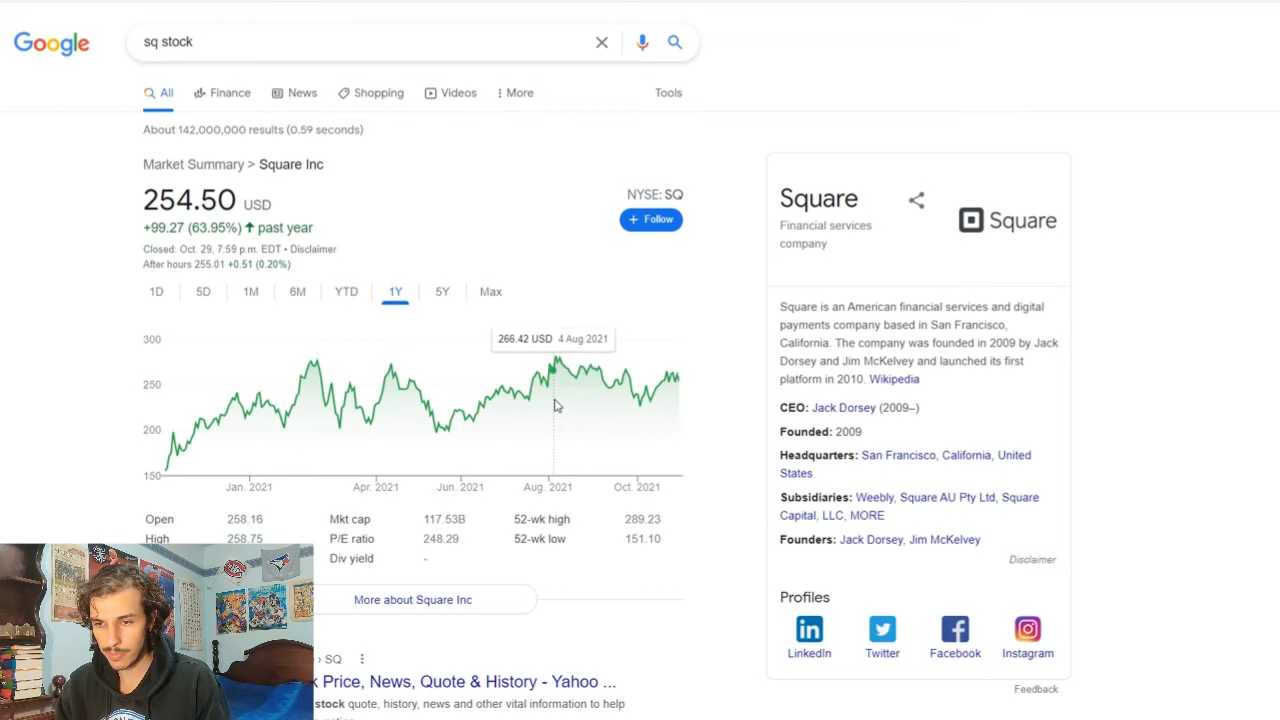 Google
sq stock
All
Finance
News
Shopping
Videos
More
Tools
About 142,000,000 results (0.59 seconds)
Market Summary > Square Inc
254.50 USD
NYSE: SQ
+99.27 (63.95%) past year
+ Follow
Closed: Oct. 29, 7:59 p.m. EDT • Disclaimer
After hours 255.01 +0.51 (0.20%)
1D
5D
1M
6M
YTD
1Y
5Y
Max
266.42 USD 4 Aug 2021
300
250
200
150
Jan. 2021
Apr. 2021
Jun. 2021
Aug. 2021
Oct. 2021
Open 258.16
Mkt cap 117.53B
52-wk high 289.23
High 258.75
P/E ratio 248.29
52-wk low 151.10
Div yield -
More about Square Inc
› SQ
k Price, News, Quote & History - Yahoo ...
stock quote, history, news and other vital information to help
Square
Financial services
company
Square
Square is an American financial services and digital
payments company based in San Francisco,
California. The company was founded in 2009 by Jack
Dorsey and Jim McKelvey and launched its first
platform in 2010. Wikipedia
CEO: Jack Dorsey (2009–)
Founded: 2009
Headquarters: San Francisco, California, United
States
Subsidiaries: Weebly, Square AU Pty Ltd, Square
Capital, LLC, MORE
Founders: Jack Dorsey, Jim McKelvey
Disclaimer
Profiles
LinkedIn
Twitter
Facebook
Instagram
Feedback